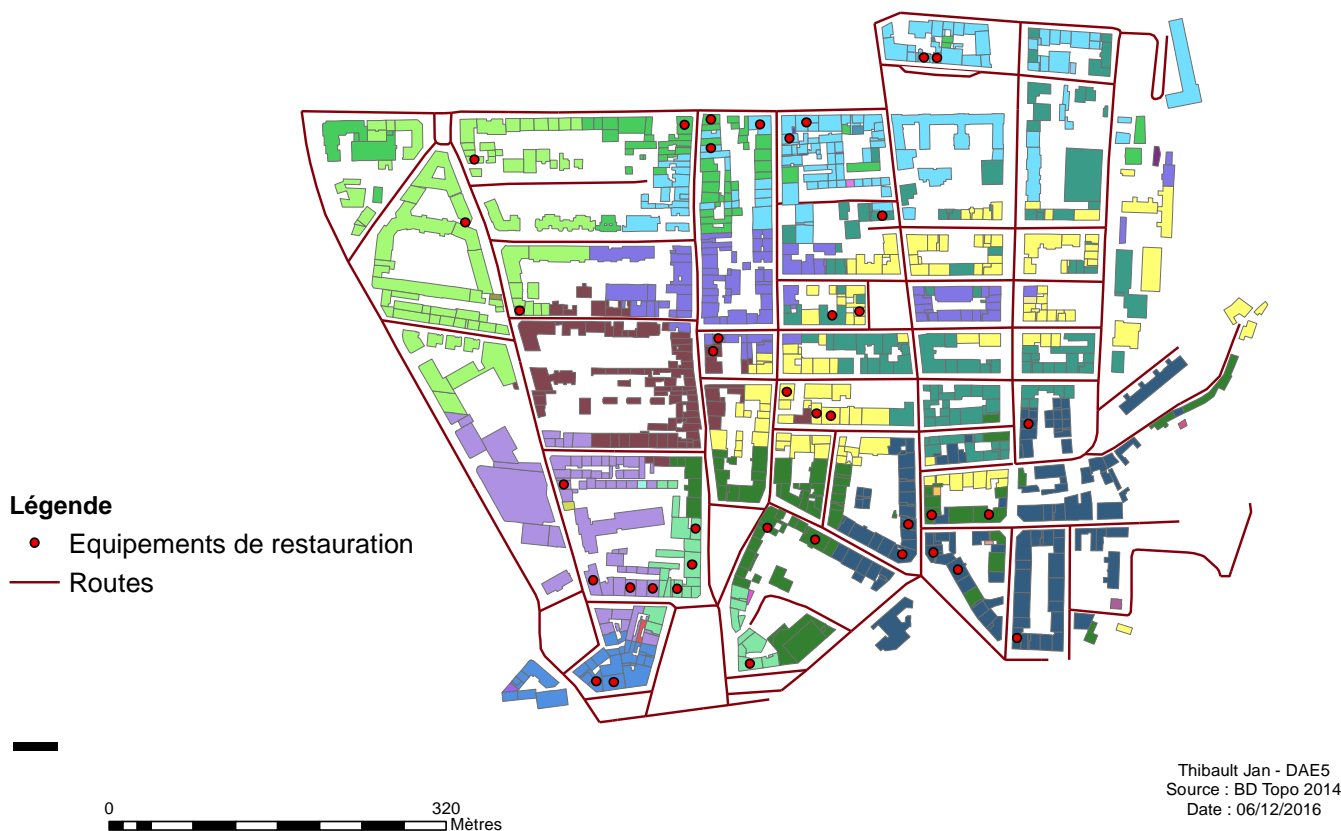 Légende
Equipements de restauration
Routes
0 320
Mètres
Thibault Jan - DAE5
Source : BD Topo 2014
Date : 06/12/2016